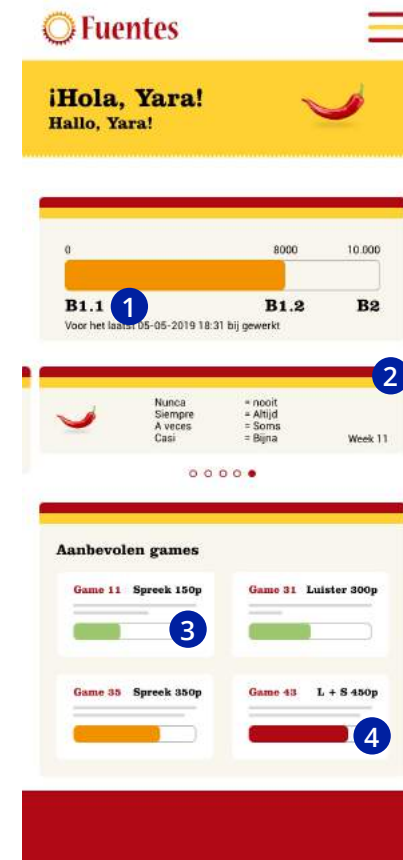 Fuentes
¡Hola, Yara!
Hallo, Yara!
0 8000 10.000
B1.1 1 B1.2 B2
Voor het laatst 05-05-2019 18:31 bij gewerkt
2
Nunca = nooit
Siempre = Altijd
A veces = Soms
Casi = Bijna Week 11
Aanbevolen games
Game 11 Spreek 150p Game 31 Luister 300p
3
Game 35 Spreek 350p Game 43 L + S 450p
4